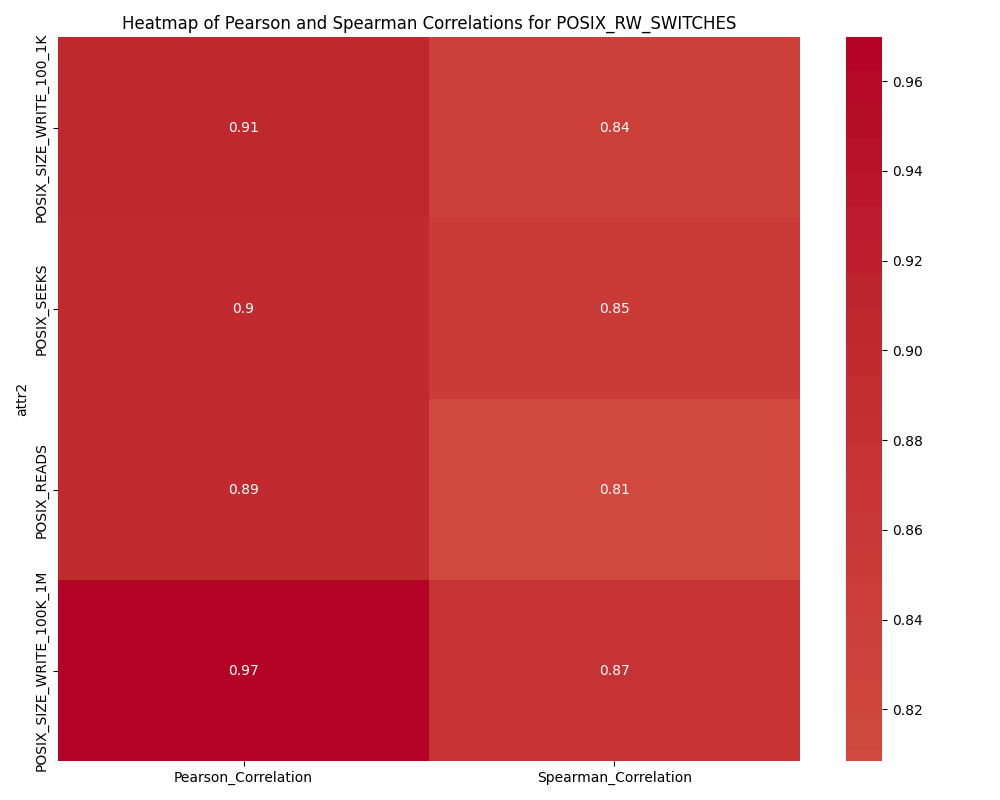 Heatmap of Pearson and Spearman Correlations for POSIX_RW_SWITCHES
attr2
POSIX_SIZE_WRITE_100_1K
0.91
0.84
POSIX_SEEKS
0.9
0.85
POSIX_READS
0.89
0.81
POSIX_SIZE_WRITE_100K_1M
0.97
0.87
Pearson_Correlation
Spearman_Correlation
0.96
0.94
0.92
0.90
0.88
0.86
0.84
0.82